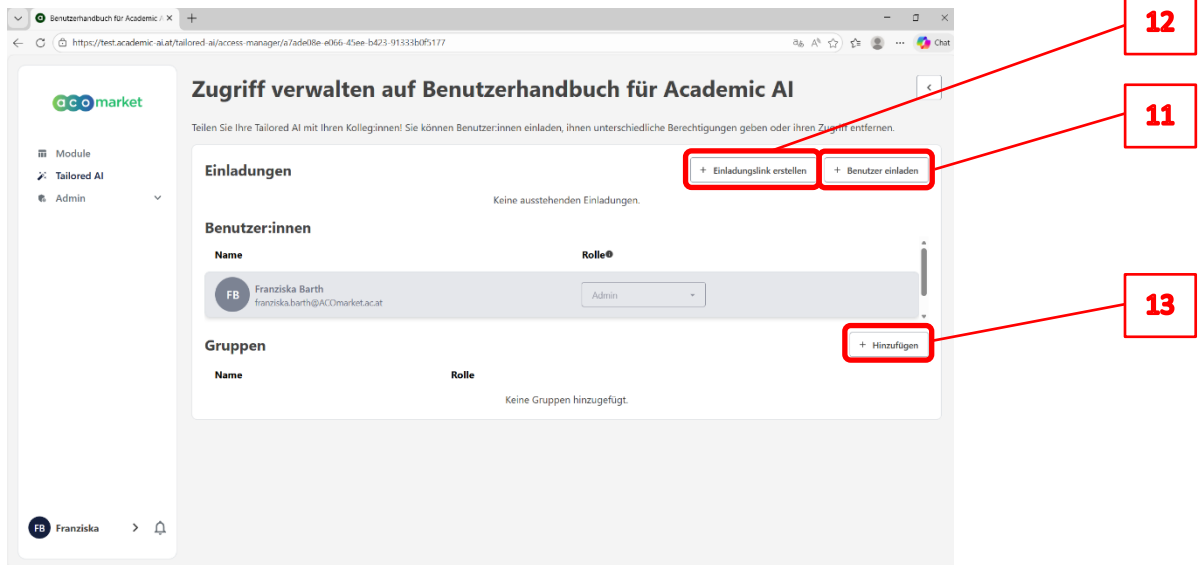 Benutzerhandbuch für Academic A
https://test.academic-ai.at/tailored-ai/access-manager/a7ade08e-e066-45ee-b423-91333b0f5177
Chat
12
acomarket
Zugriff verwalten auf Benutzerhandbuch für Academic AI
Teilen Sie Ihre Tailored AI mit Ihren Kolleg:innen! Sie können Benutzer:innen einladen, ihnen unterschiedliche Berechtigungen geben oder ihren Zugriff entfernen.
11
Module
Tailored AI
Admin
Einladungen
+ Einladungslink erstellen
+ Benutzer einladen
Keine ausstehenden Einladungen.
Benutzer:innen
Name Rolle
FB
Franziska Barth
franziska.barth@ACOmarket.ac.at
Admin
13
Gruppen
+ Hinzufügen
Name Rolle
Keine Gruppen hinzugefügt.
FB Franziska